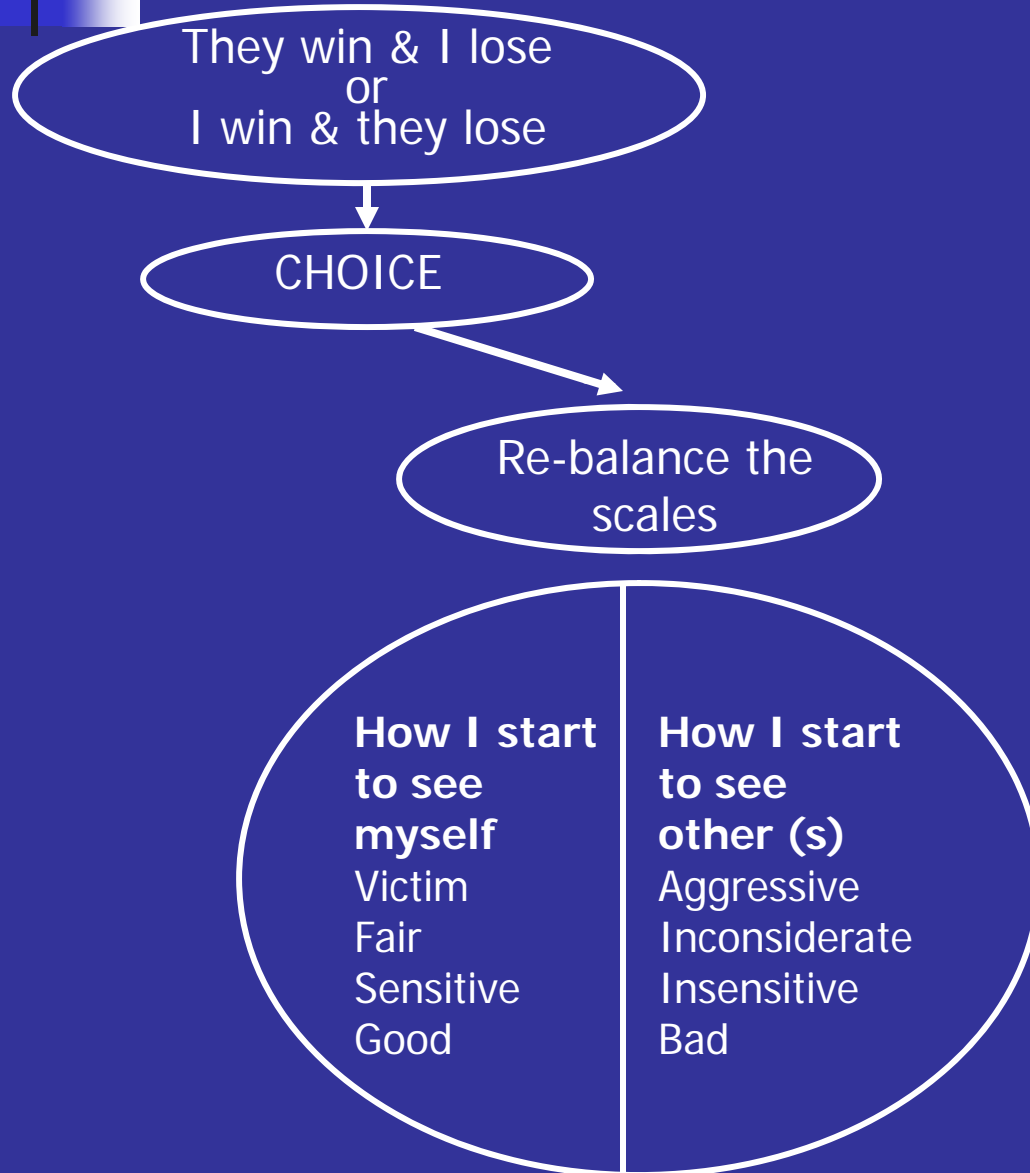 They win & I lose
or
I win & they lose
CHOICE
Re-balance the
scales
How I start
to see
myself
Victim
Fair
Sensitive
Good
How I start
to see
other (s)
Aggressive
Inconsiderate
Insensitive
Bad